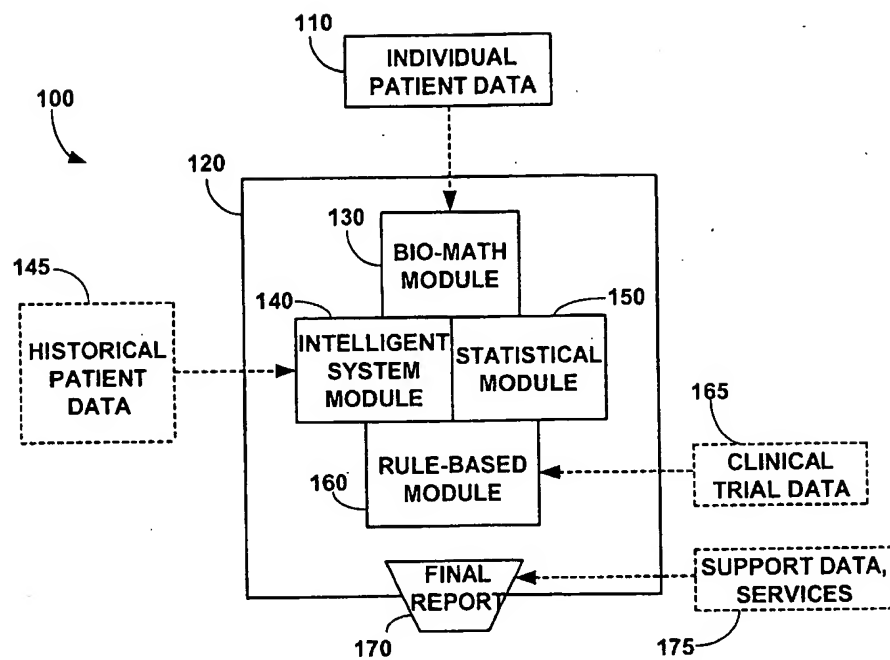 110
INDIVIDUAL
PATIENT DATA
100
120
130
BIO-MATH
MODULE
145
HISTORICAL
PATIENT
DATA
140
INTELLIGENT
SYSTEM
MODULE
150
STATISTICAL
MODULE
160
RULE-BASED
MODULE
165
CLINICAL
TRIAL DATA
FINAL
REPORT
170
SUPPORT DATA,
SERVICES
175